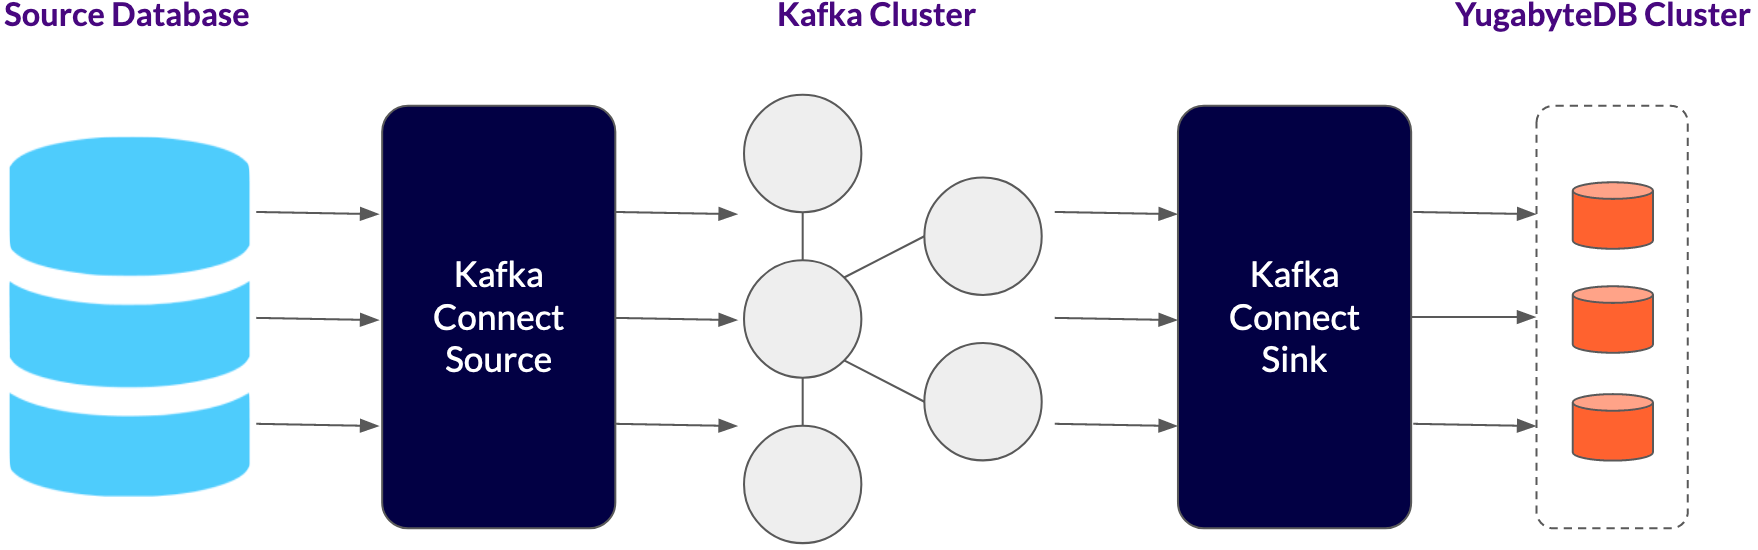 Source Database
Kafka Cluster
YugabyteDB Cluster
Kafka
Connect
Source
Kafka
Connect
Sink